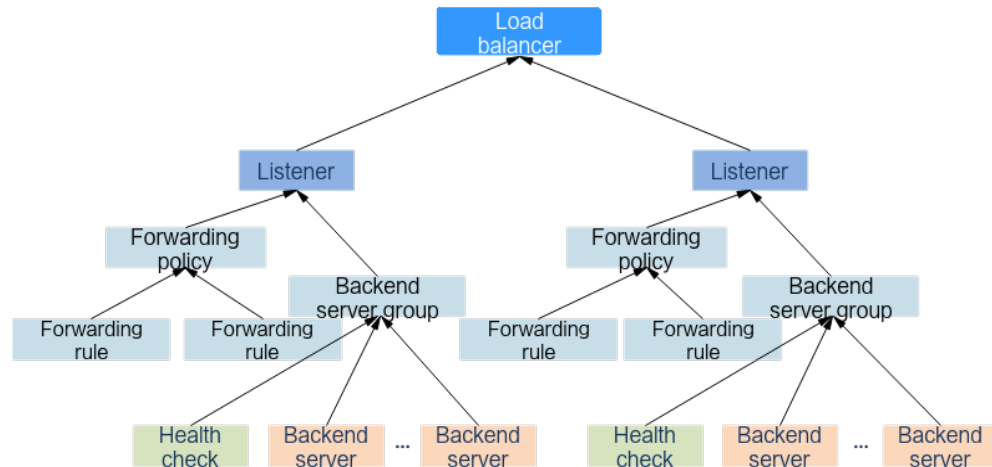 Load
balancer
Listener
Listener
Forwarding
policy
Forwarding
policy
Backend
server group
Backend
server group
Forwarding
rule
Forwarding
rule
Forwarding
rule
Forwarding
rule
Health
check
Backend
server
...
Backend
server
Health
check
Backend
server
...
Backend
server